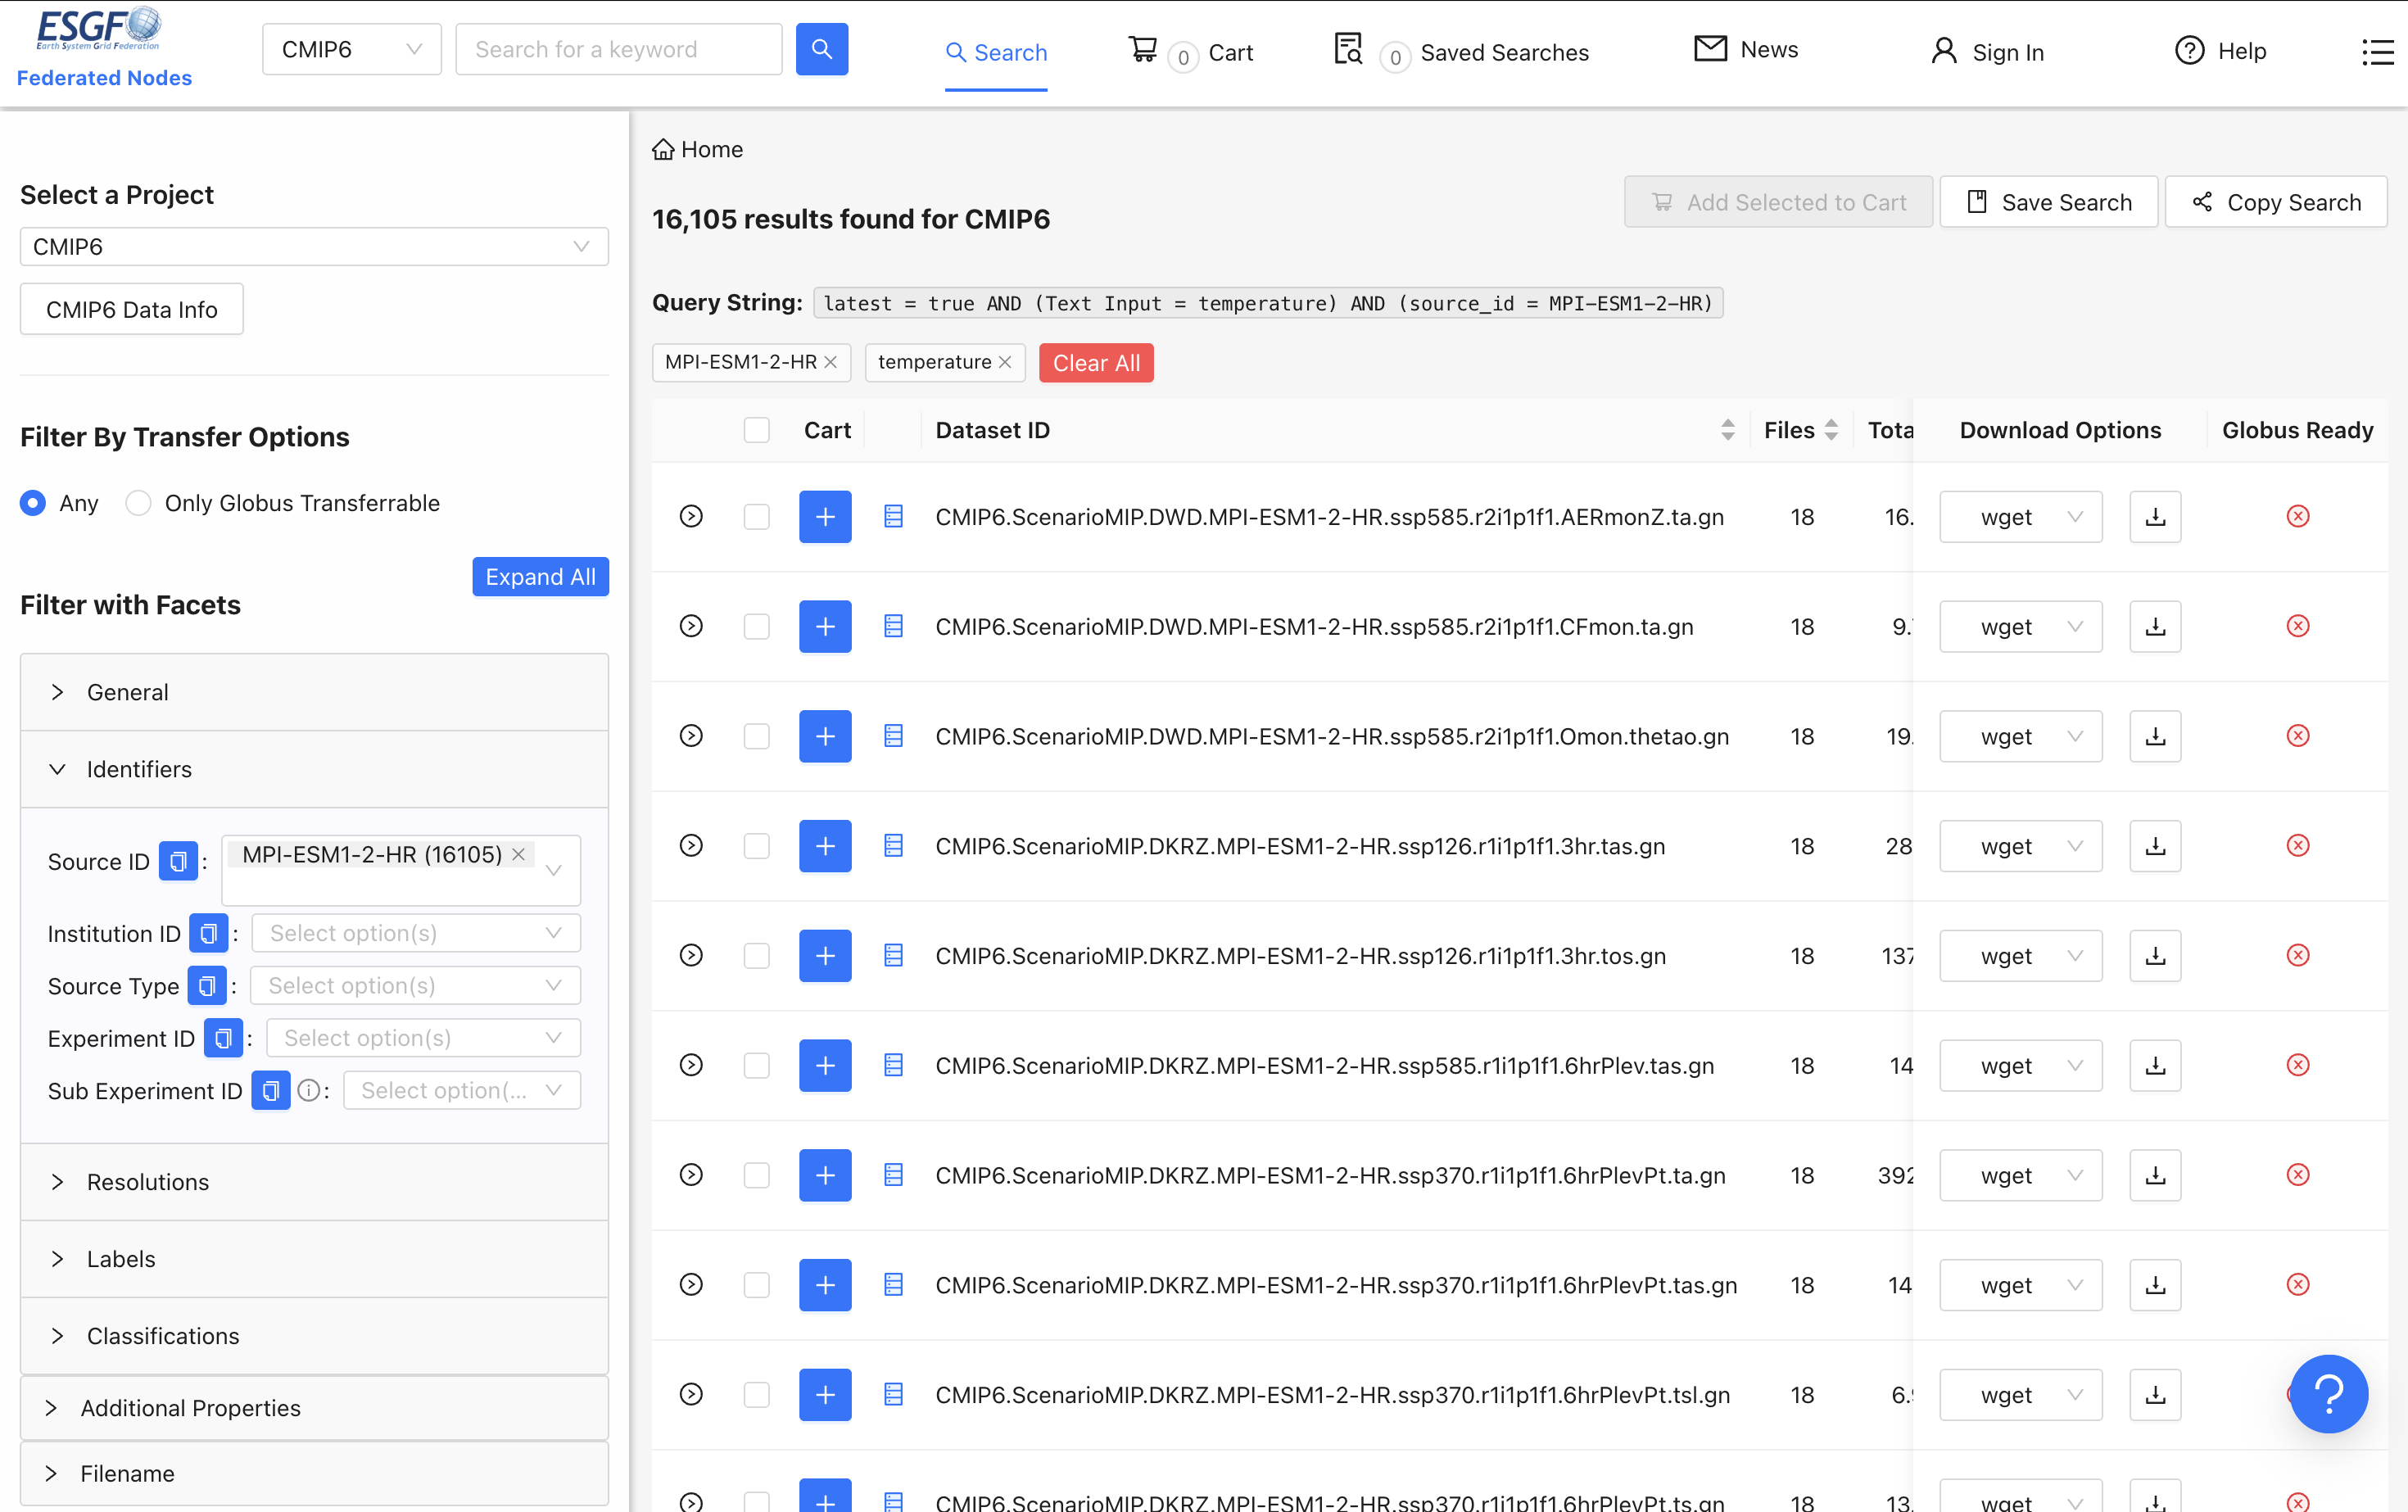 ESGF
Earth System Grid Federation
Federated Nodes
CMIP6
Search for a keyword
Search
0 Cart
0 Saved Searches
News
Sign In
Help
Select a Project
CMIP6
CMIP6 Data Info
Filter By Transfer Options
Any Only Globus Transferrable
Expand All
Filter with Facets
General
Identifiers
Source ID : MPI-ESM1-2-HR (16105)
Institution ID : Select option(s)
Source Type : Select option(s)
Experiment ID : Select option(s)
Sub Experiment ID : Select option(...
Resolutions
Labels
Classifications
Additional Properties
Filename
Home
16,105 results found for CMIP6
Add Selected to Cart Save Search Copy Search
Query String: latest = true AND (Text Input = temperature) AND (source_id = MPI-ESM1-2-HR)
MPI-ESM1-2-HR temperature Clear All
Cart Dataset ID Files Tota Download Options Globus Ready
CMIP6.ScenarioMIP.DWD.MPI-ESM1-2-HR.ssp585.r2i1p1f1.AERmonZ.ta.gn 18 16. wget
CMIP6.ScenarioMIP.DWD.MPI-ESM1-2-HR.ssp585.r2i1p1f1.CFmon.ta.gn 18 9. wget
CMIP6.ScenarioMIP.DWD.MPI-ESM1-2-HR.ssp585.r2i1p1f1.Omon.thetao.gn 18 19. wget
CMIP6.ScenarioMIP.DKRZ.MPI-ESM1-2-HR.ssp126.r1i1p1f1.3hr.tas.gn 18 28 wget
CMIP6.ScenarioMIP.DKRZ.MPI-ESM1-2-HR.ssp126.r1i1p1f1.3hr.tos.gn 18 137 wget
CMIP6.ScenarioMIP.DKRZ.MPI-ESM1-2-HR.ssp585.r1i1p1f1.6hrPlev.tas.gn 18 14 wget
CMIP6.ScenarioMIP.DKRZ.MPI-ESM1-2-HR.ssp370.r1i1p1f1.6hrPlevPt.ta.gn 18 392 wget
CMIP6.ScenarioMIP.DKRZ.MPI-ESM1-2-HR.ssp370.r1i1p1f1.6hrPlevPt.tas.gn 18 14 wget
CMIP6.ScenarioMIP.DKRZ.MPI-ESM1-2-HR.ssp370.r1i1p1f1.6hrPlevPt.tsl.gn 18 6. wget
CMIP6.ScenarioMIP.DKRZ.MPI-ESM1-2-HR.ssp370.r1i1p1f1.6hrPlevPt.ts.gn 18 13. wget